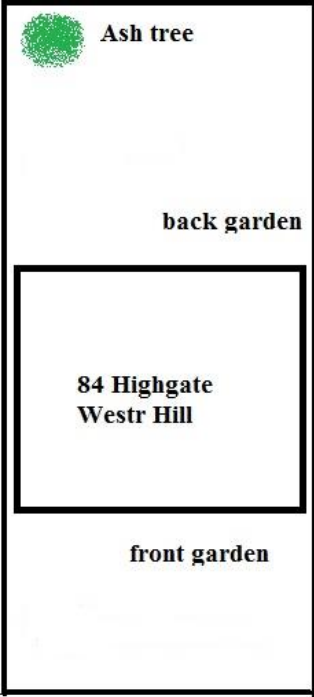 Ash tree
back garden
84 Highgate
Westr Hill
front garden